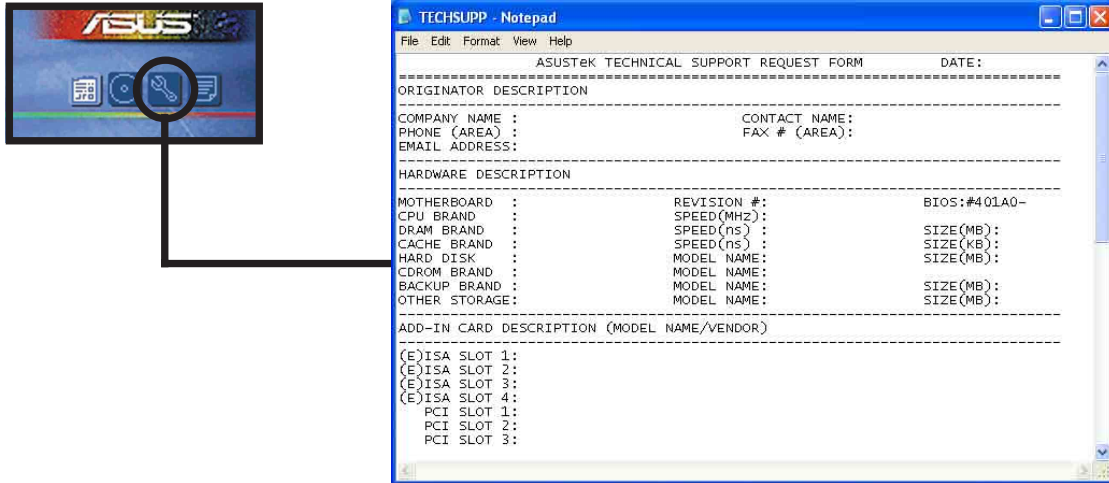 ASUS
TECHSUPP - Notepad
File Edit Format View Help
ASUSTeK TECHNICAL SUPPORT REQUEST FORM DATE:
================================================================================
ORIGINATOR DESCRIPTION
--------------------------------------------------------------------------------
COMPANY NAME : CONTACT NAME:
PHONE (AREA) : FAX # (AREA):
EMAIL ADDRESS:
--------------------------------------------------------------------------------
HARDWARE DESCRIPTION
--------------------------------------------------------------------------------
MOTHERBOARD : REVISION #: BIOS:#401A0-
CPU BRAND : SPEED(MHz):
DRAM BRAND : SPEED(ns) : SIZE(MB):
CACHE BRAND : SPEED(ns) : SIZE(KB):
HARD DISK : MODEL NAME: SIZE(MB):
CDROM BRAND : MODEL NAME:
BACKUP BRAND : MODEL NAME: SIZE(MB):
OTHER STORAGE: MODEL NAME: SIZE(MB):
--------------------------------------------------------------------------------
ADD-IN CARD DESCRIPTION (MODEL NAME/VENDOR)
--------------------------------------------------------------------------------
(E)ISA SLOT 1:
(E)ISA SLOT 2:
(E)ISA SLOT 3:
(E)ISA SLOT 4:
PCI SLOT 1:
PCI SLOT 2:
PCI SLOT 3: